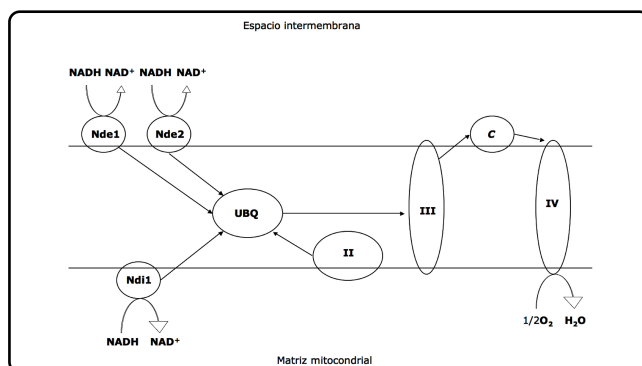 Espacio intermembrana
NADH NAD+ NADH NAD+
Nde1 Nde2 C
UBQ III IV
II
Ndi1
NADH NAD+ 1/2O₂ H₂O
Matriz mitocondrial